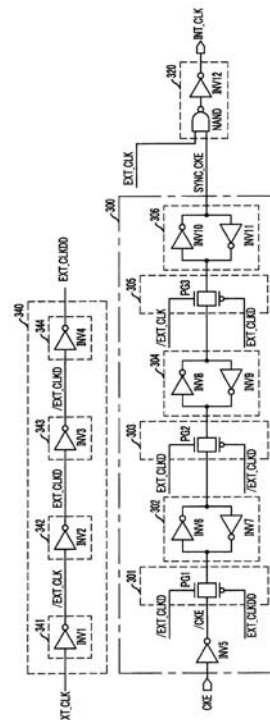 340
341
342
343
344
XT_CLK
/EXT_CLK
EXT_CLKD
/EXT_CLKD
EXT_CLKDD
INV1
INV2
INV3
INV4
300
301
302
303
304
305
306
320
/EXT_CLKD
EXT_CLKD
/EXT_CLK
EXT_CLK
CKE
INV5
/CKE
PG1
INV6
INV7
PG2
INV8
INV9
PG3
INV10
INV11
SYNC_CKE
NAND
INV12
INT_CLK
EXT_CLKDD
/EXT_CLKD
EXT_CLKD